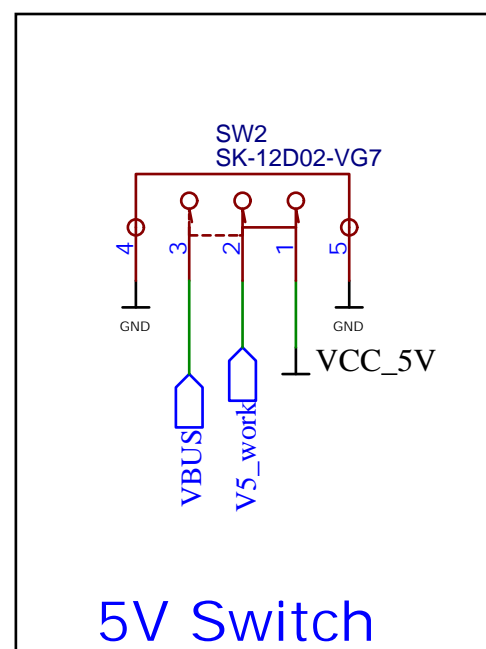 SW2
SK-12D02-VG7
4
3
2
1
5
GND
GND
VCC_5V
VBUS
V5_work
5V Switch